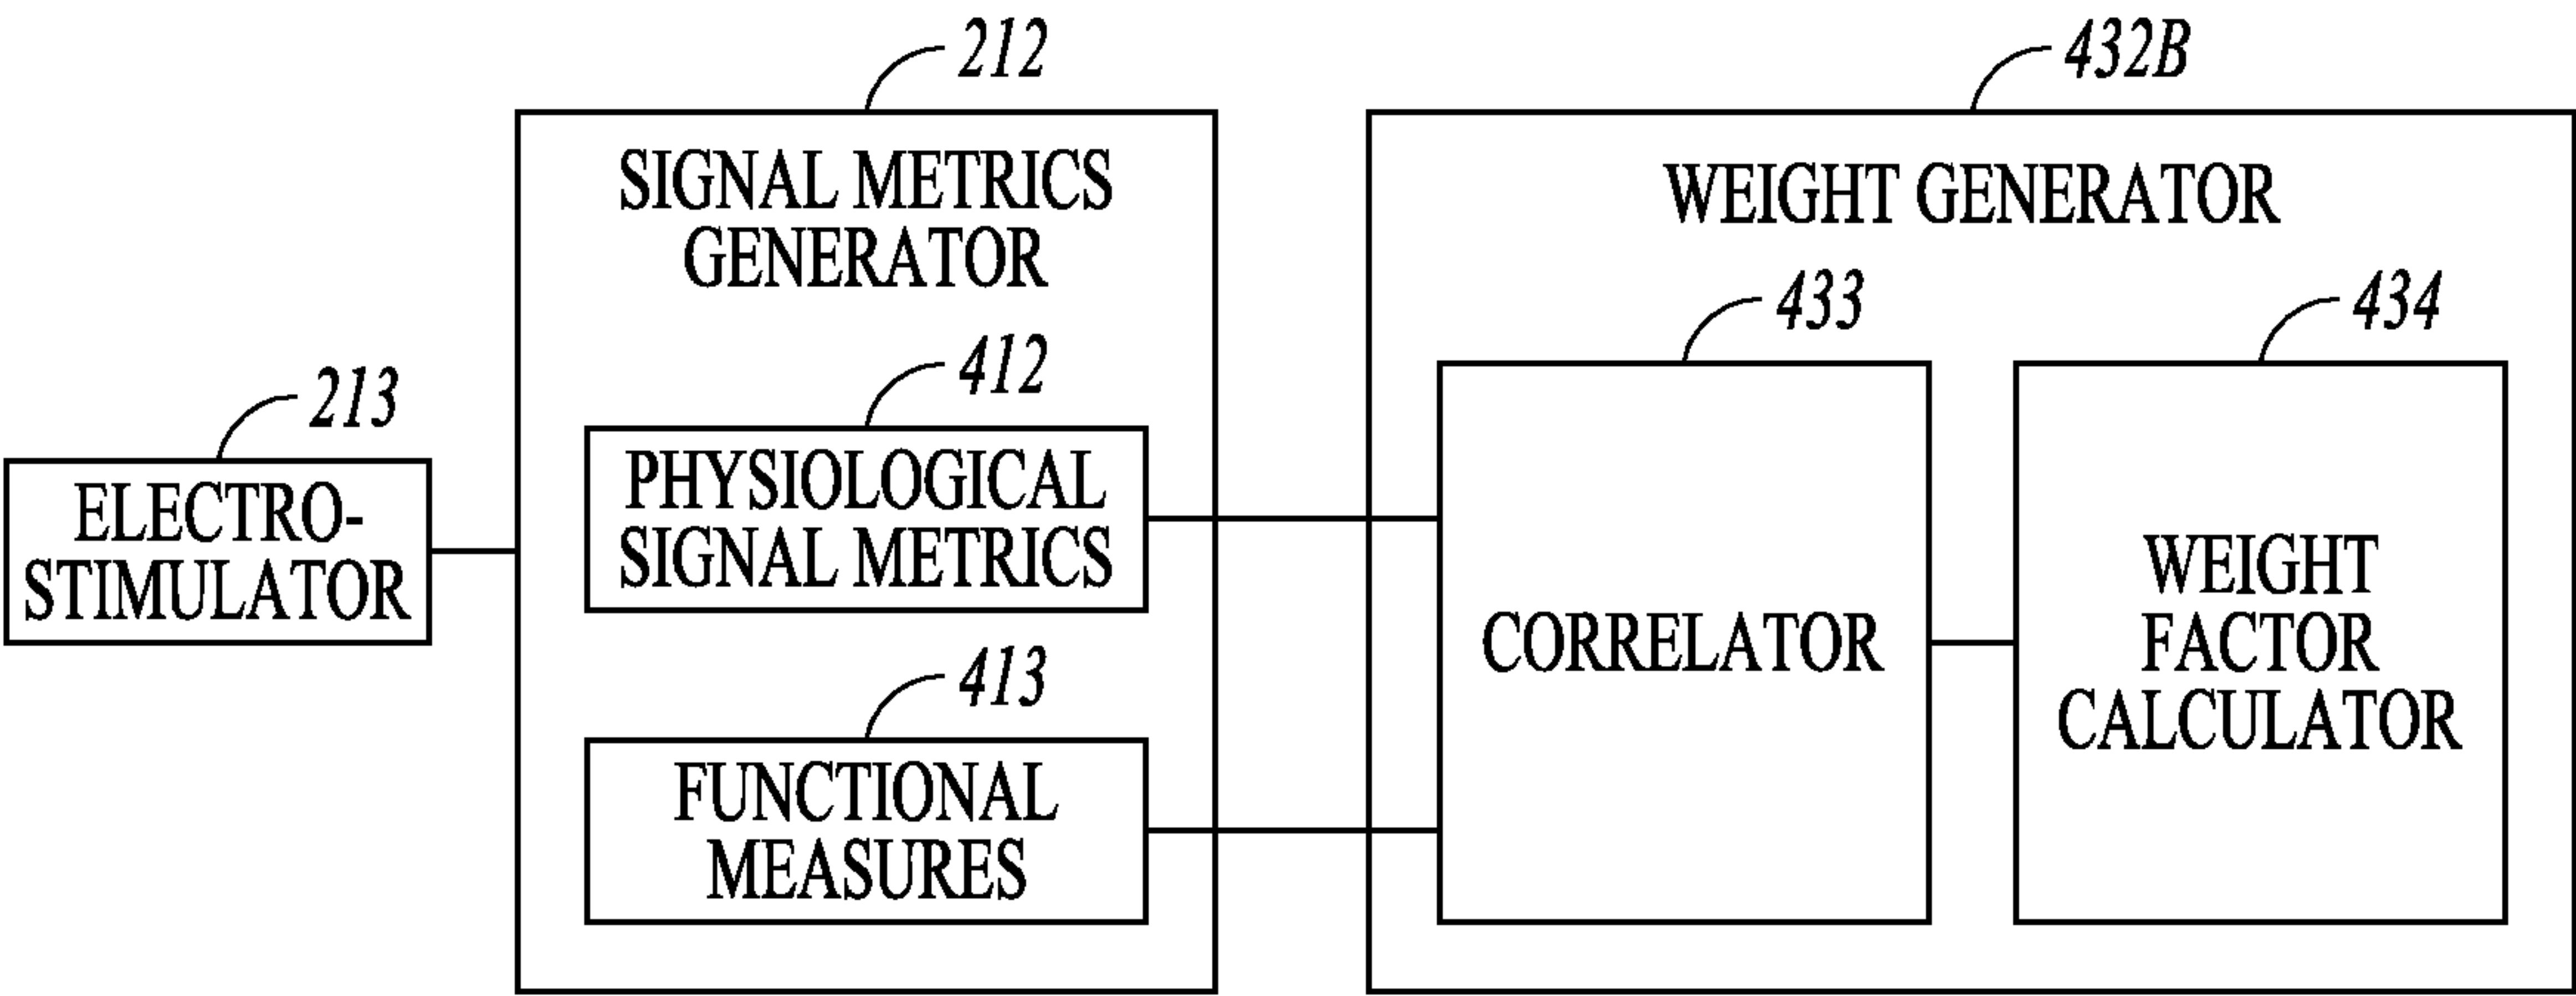 212
432B
SIGNAL METRICS
GENERATOR
WEIGHT GENERATOR
433
434
412
213
ELECTRO-
STIMULATOR
PHYSIOLOGICAL
SIGNAL METRICS
413
FUNCTIONAL
MEASURES
CORRELATOR
WEIGHT
FACTOR
CALCULATOR